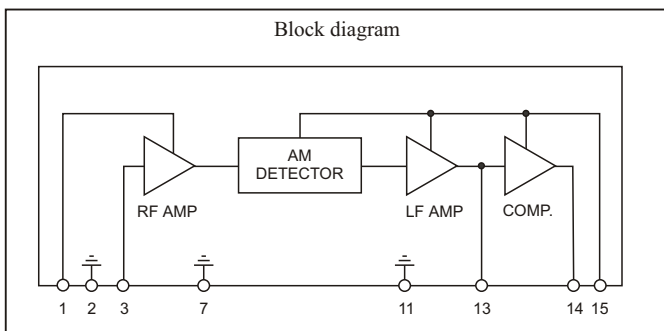 Block diagram
AM
DETECTOR
RF AMP
LF AMP
COMP.
1 2 3 7 11 13 14 15